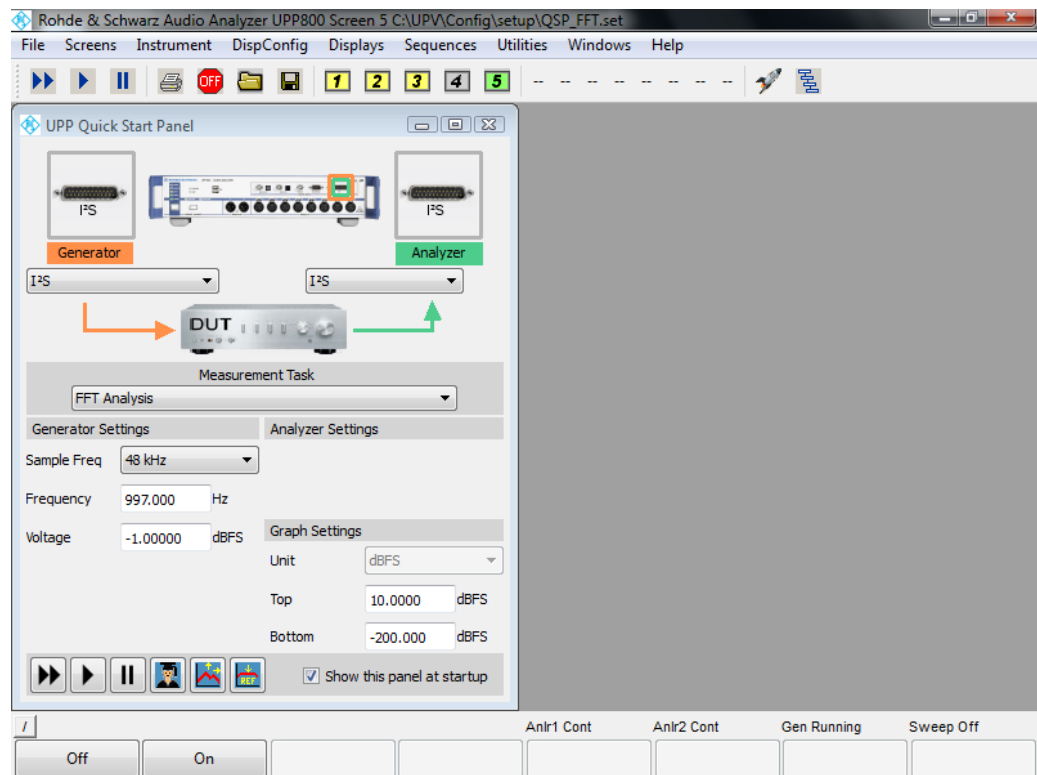 Rohde & Schwarz Audio Analyzer UPP800 Screen 5 C:\UPV\Config\setup\QSP_FFT.set
File Screens Instrument DispConfig Displays Sequences Utilities Windows Help
OFF 1 2 3 4 5 -- -- -- -- -- -- -- --
UPP Quick Start Panel
I²S I²S
Generator Analyzer
I²S I²S
DUT
Measurement Task
FFT Analysis
Generator Settings Analyzer Settings
Sample Freq 48 kHz
Frequency 997.000 Hz
Voltage -1.00000 dBFS Graph Settings
Unit dBFS
Top 10.0000 dBFS
Bottom -200.000 dBFS
REF Show this panel at startup
/ Anlr1 Cont Anlr2 Cont Gen Running Sweep Off
Off On